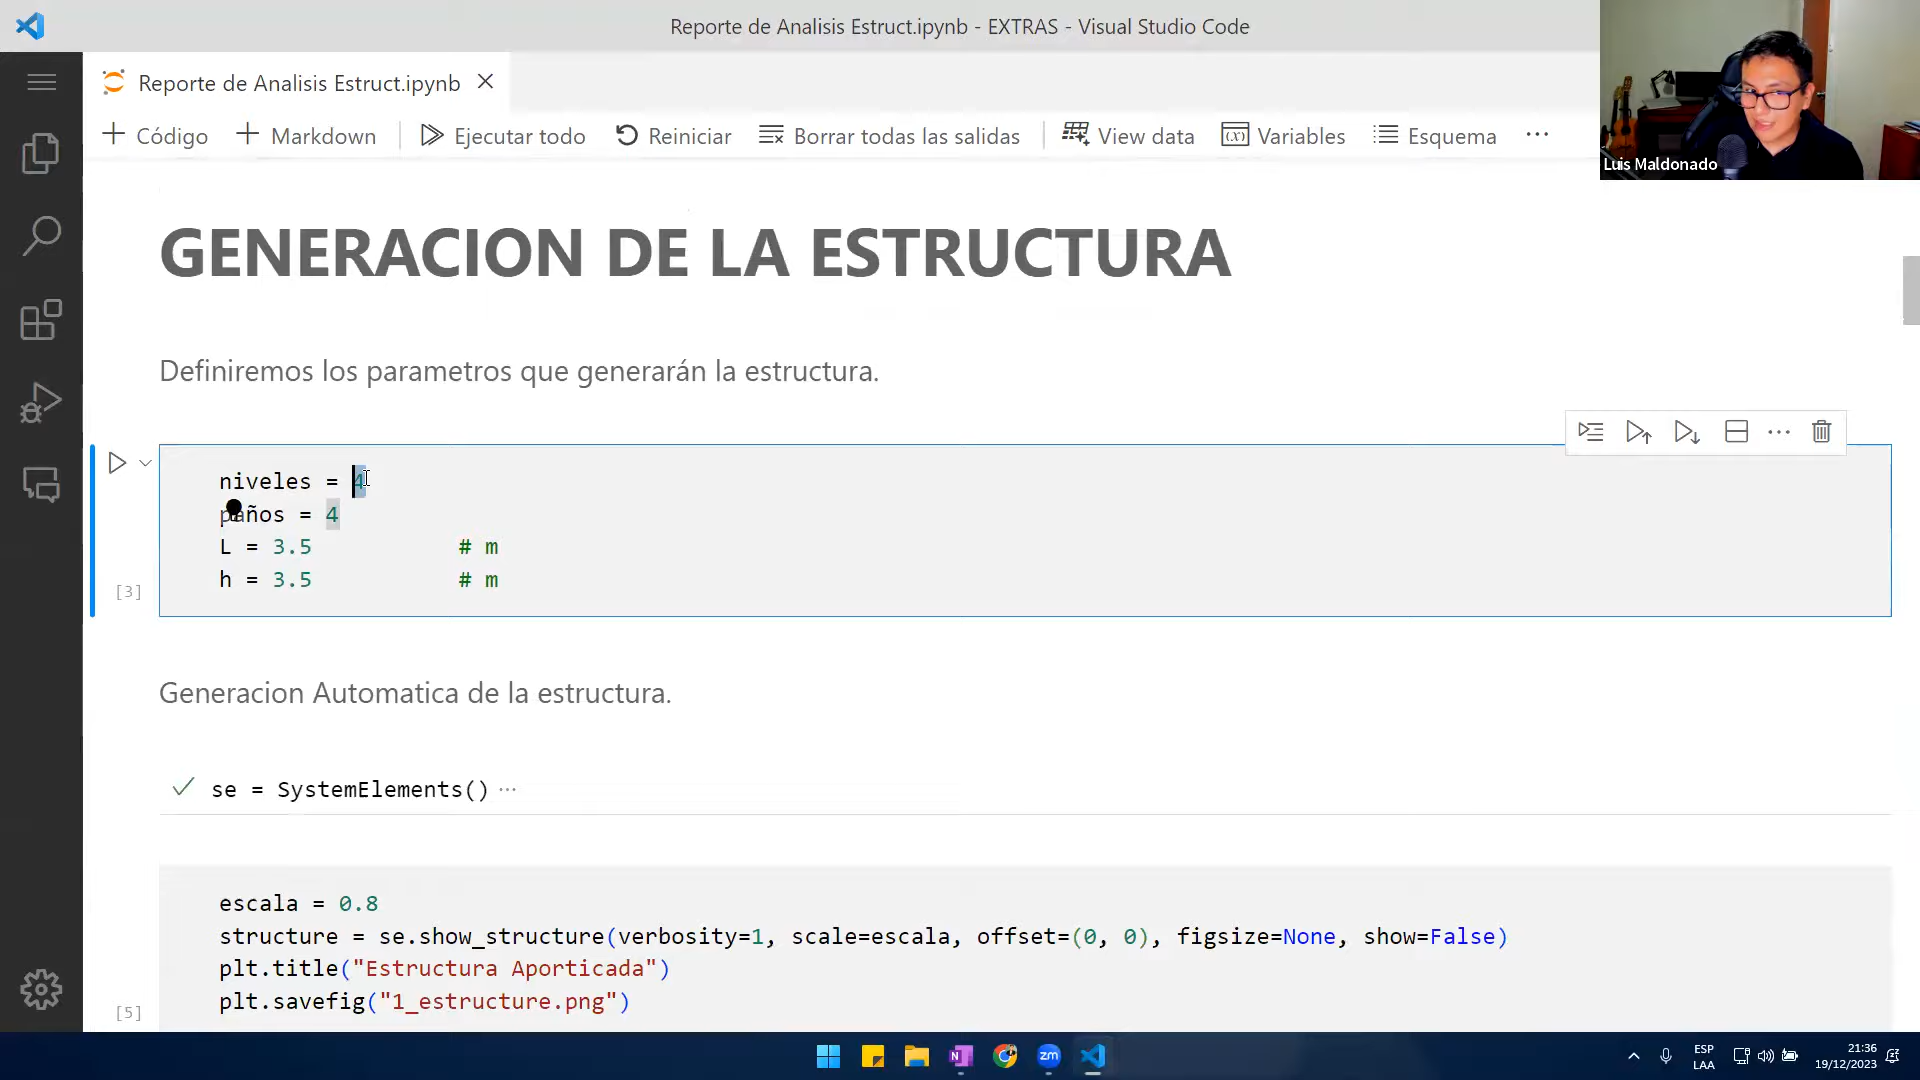 Reporte de Analisis Estruct.ipynb - EXTRAS - Visual Studio Code
Reporte de Analisis Estruct.ipynb
Código
Markdown
Ejecutar todo
Reiniciar
Borrar todas las salidas
View data
Variables
Esquema
Luis Maldonado
GENERACION DE LA ESTRUCTURA
Definiremos los parametros que generarán la estructura.
niveles = 4
paños = 4
L = 3.5 # m
h = 3.5 # m
[3]
Generacion Automatica de la estructura.
se = SystemElements() ···
escala = 0.8
structure = se.show_structure(verbosity=1, scale=escala, offset=(0, 0), figsize=None, show=False)
plt.title("Estructura Aporticada")
plt.savefig("1_estructure.png")
[5]
zm
ESP
LAA
21:36
19/12/2023